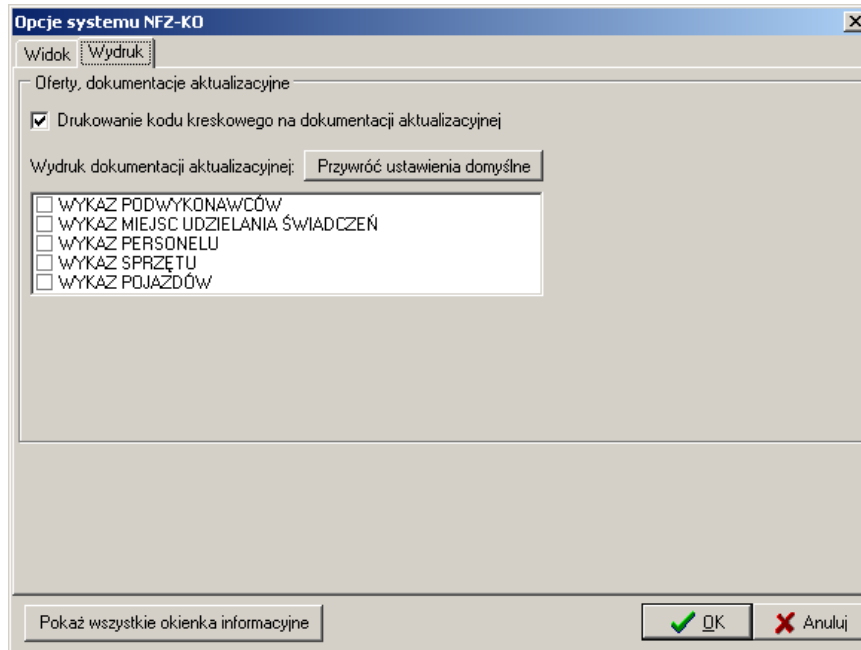 Opcje systemu NFZ-KO
Widok Wydruk
Oferty, dokumentacje aktualizacyjne
Drukowanie kodu kreskowego na dokumentacji aktualizacyjnej
Wydruk dokumentacji aktualizacyjnej: Przywróć ustawienia domyślne
WYKAZ PODWYKONAWCÓW
WYKAZ MIEJSC UDZIELANIA ŚWIADCZEŃ
WYKAZ PERSONELU
WYKAZ SPRZĘTU
WYKAZ POJAZDÓW
Pokaż wszystkie okienka informacyjne OK Anuluj